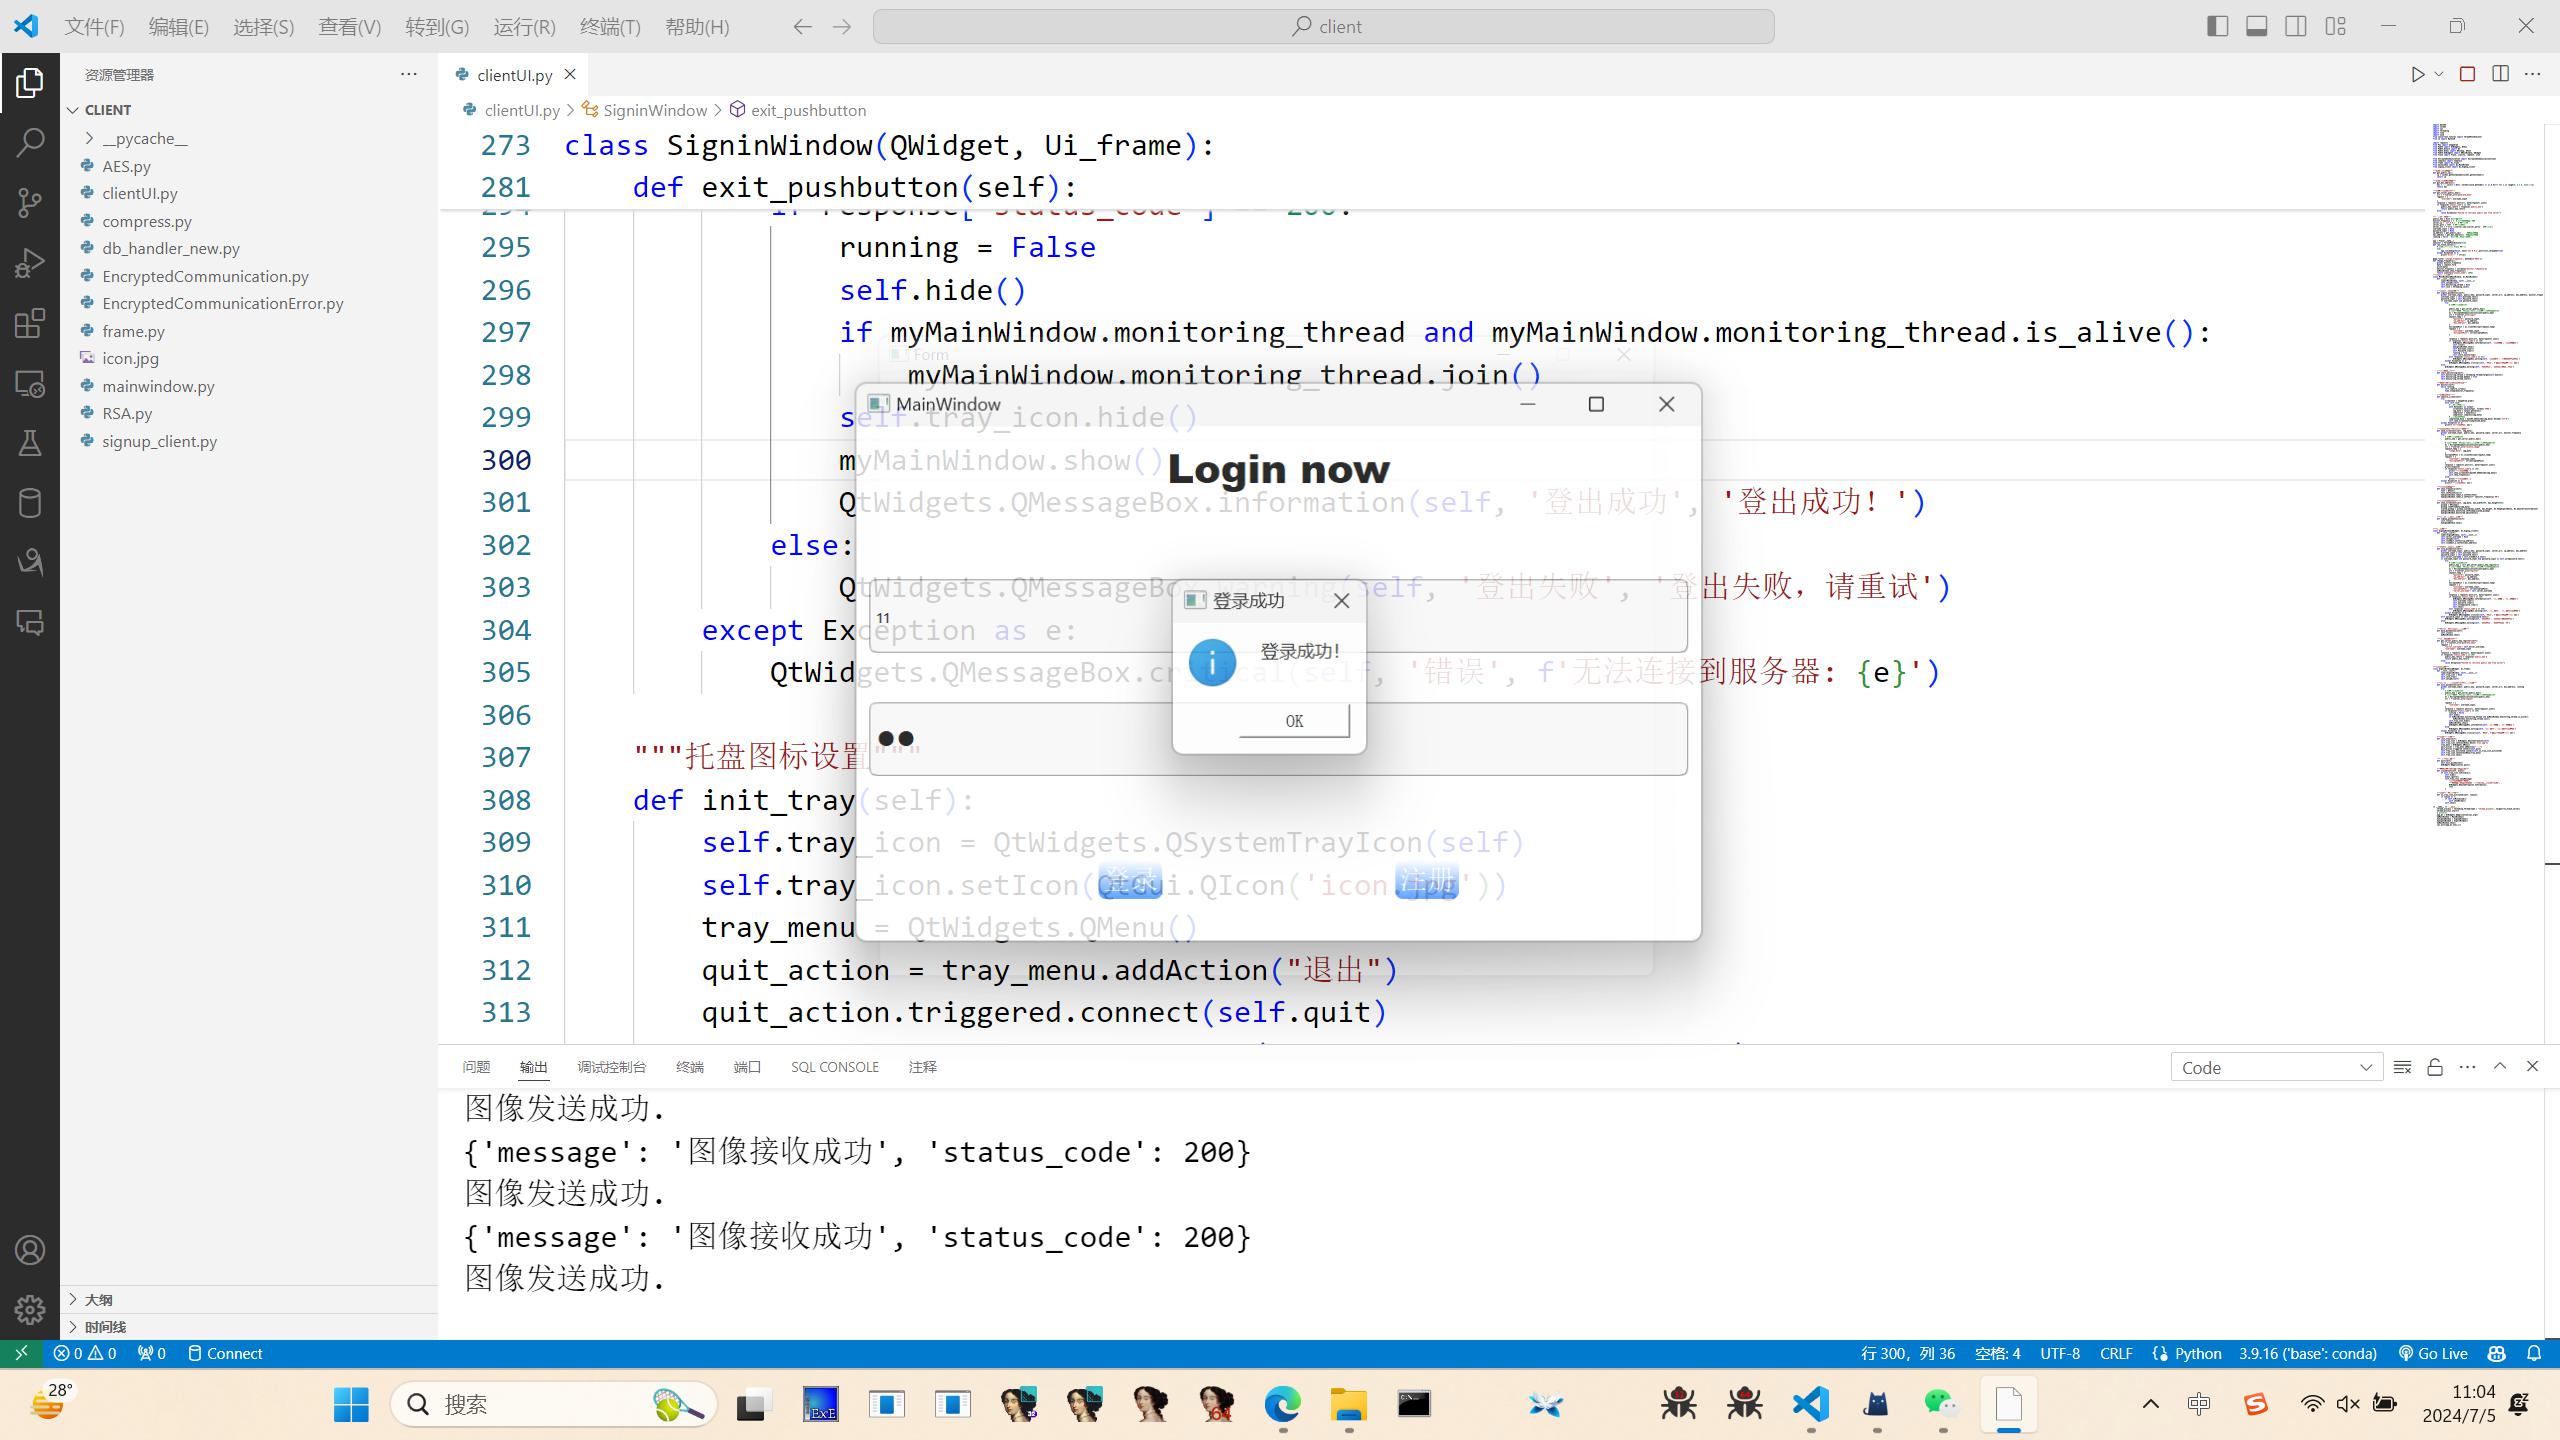 文件(F) 编辑(E) 选择(S) 查看(V) 转到(G) 运行(R) 终端(T) 帮助(H) client
资源管理器
CLIENT
__pycache__
AES.py
clientUI.py
compress.py
db_handler_new.py
EncryptedCommunication.py
EncryptedCommunicationError.py
frame.py
icon.jpg
mainwindow.py
RSA.py
signup_client.py
大纲
时间线
clientUI.py
clientUI.py > SigninWindow > exit_pushbutton
273 class SigninWindow(QWidget, Ui_frame):
281 def exit_pushbutton(self):
295 running = False
296 self.hide()
297 if myMainWindow.monitoring_thread and myMainWindow.monitoring_thread.is_alive():
298 myMainWindow.monitoring_thread.join()
299 self.tray_icon.hide()
300 myMainWindow.show()
301 QtWidgets.QMessageBox.information(self, '登出成功', '登出成功！')
302 else:
303 QtWidgets.QMessageBox.warning(self, '登出失败', '登出失败，请重试')
304 except Exception as e:
305 QtWidgets.QMessageBox.critical(self, '错误', f'无法连接到服务器: {e}')
306
307 """托盘图标设置"""
308 def init_tray(self):
309 self.tray_icon = QtWidgets.QSystemTrayIcon(self)
310 self.tray_icon.setIcon(QtGui.QIcon('icon.jpg'))
311 tray_menu = QtWidgets.QMenu()
312 quit_action = tray_menu.addAction("退出")
313 quit_action.triggered.connect(self.quit)
Form
MainWindow
Login now
11
登录 注册
登录成功
登录成功！
OK
问题 输出 调试控制台 终端 端口 SQL CONSOLE 注释 Code
图像发送成功.
{'message': '图像接收成功', 'status_code': 200}
图像发送成功.
{'message': '图像接收成功', 'status_code': 200}
图像发送成功.
0 0 0 Connect 行 300，列 36 空格: 4 UTF-8 CRLF Python 3.9.16 ('base': conda) Go Live
28° 搜索 中 11:04
2024/7/5